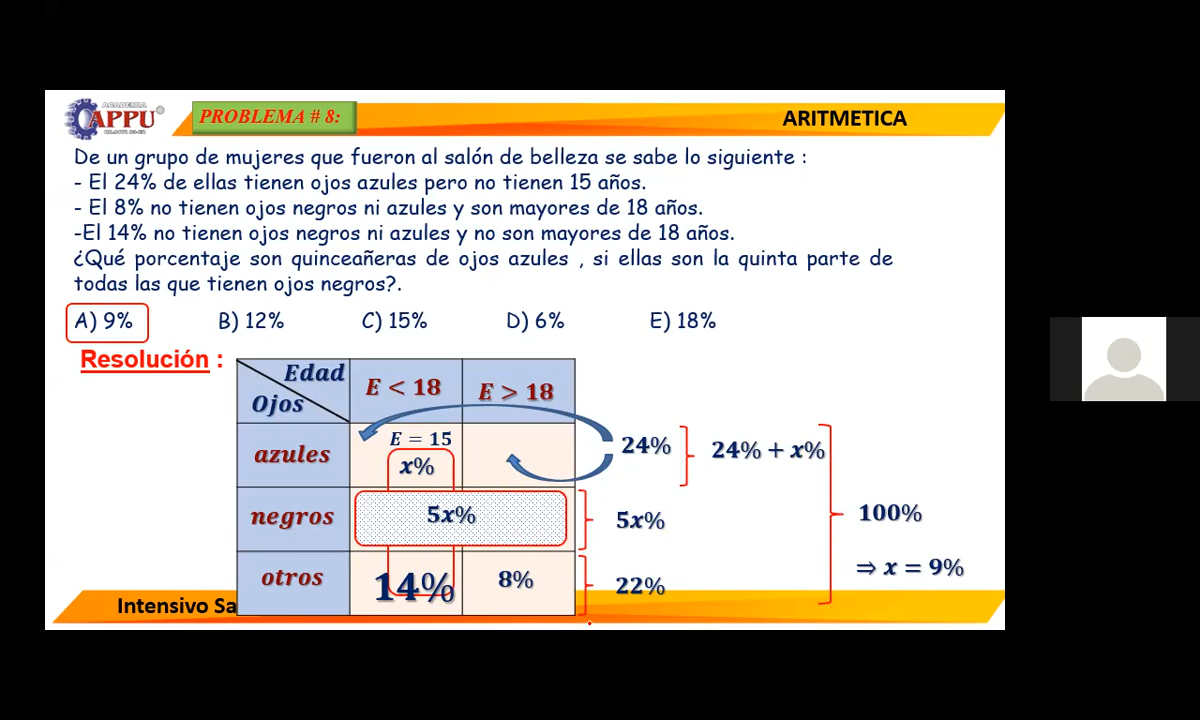 ACADEMIA
APPU
PROBLEMA # 8:
ARITMETICA
De un grupo de mujeres que fueron al salón de belleza se sabe lo siguiente :
- El 24% de ellas tienen ojos azules pero no tienen 15 años.
- El 8% no tienen ojos negros ni azules y son mayores de 18 años.
-El 14% no tienen ojos negros ni azules y no son mayores de 18 años.
¿Qué porcentaje son quinceañeras de ojos azules , si ellas son la quinta parte de
todas las que tienen ojos negros?.
A) 9% B) 12% C) 15% D) 6% E) 18%
Resolución :
Edad
Ojos
E < 18 E > 18
azules E = 15 24% 24% + x%
x%
negros 5x% 5x% 100%
⇒ x = 9%
otros 14% 8% 22%
Intensivo Sa